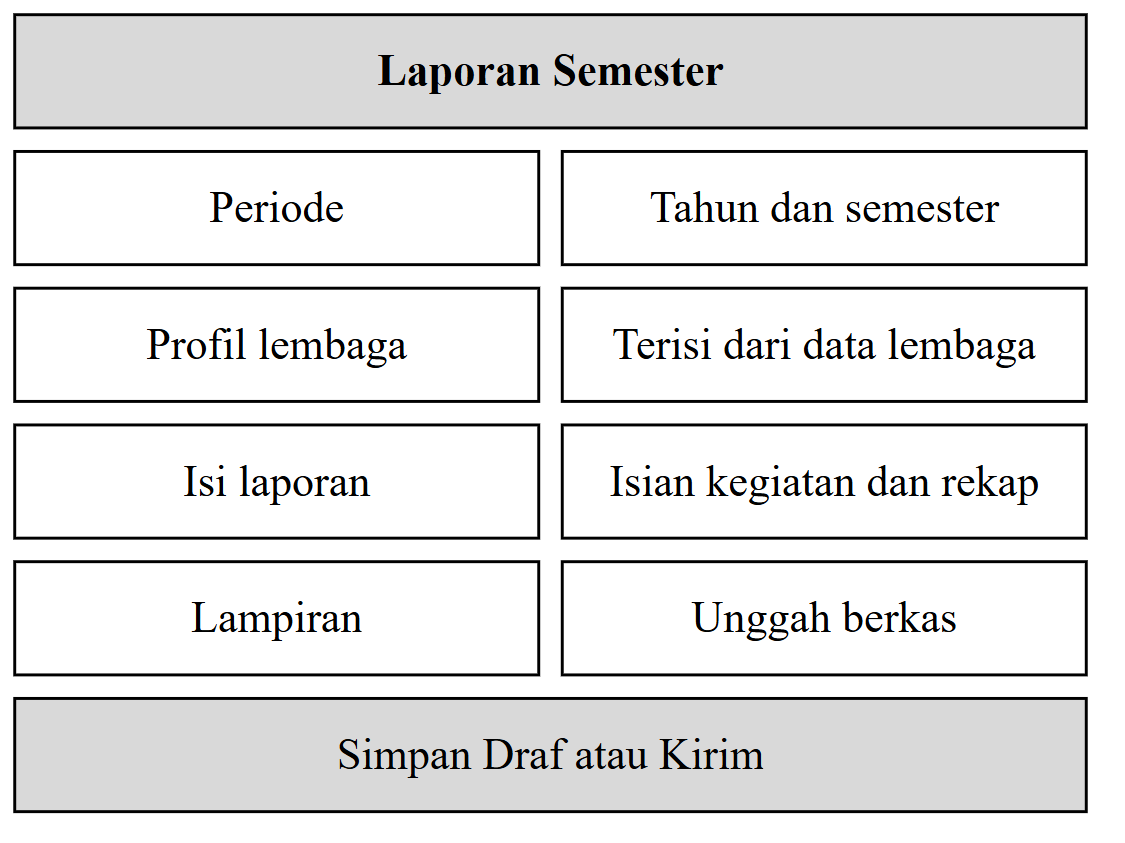 Laporan Semester
Periode
Tahun dan semester
Profil lembaga
Terisi dari data lembaga
Isi laporan
Isian kegiatan dan rekap
Lampiran
Unggah berkas
Simpan Draf atau Kirim